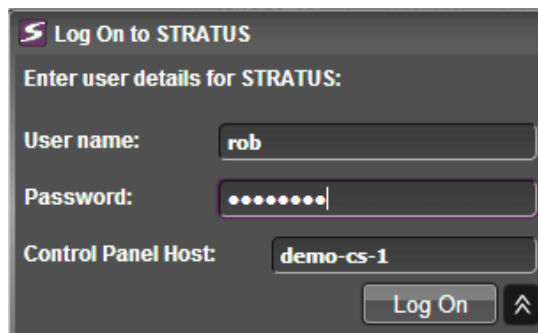 Log On to STRATUS
Enter user details for STRATUS:
User name: rob
Password: ••••••••
Control Panel Host: demo-cs-1
Log On